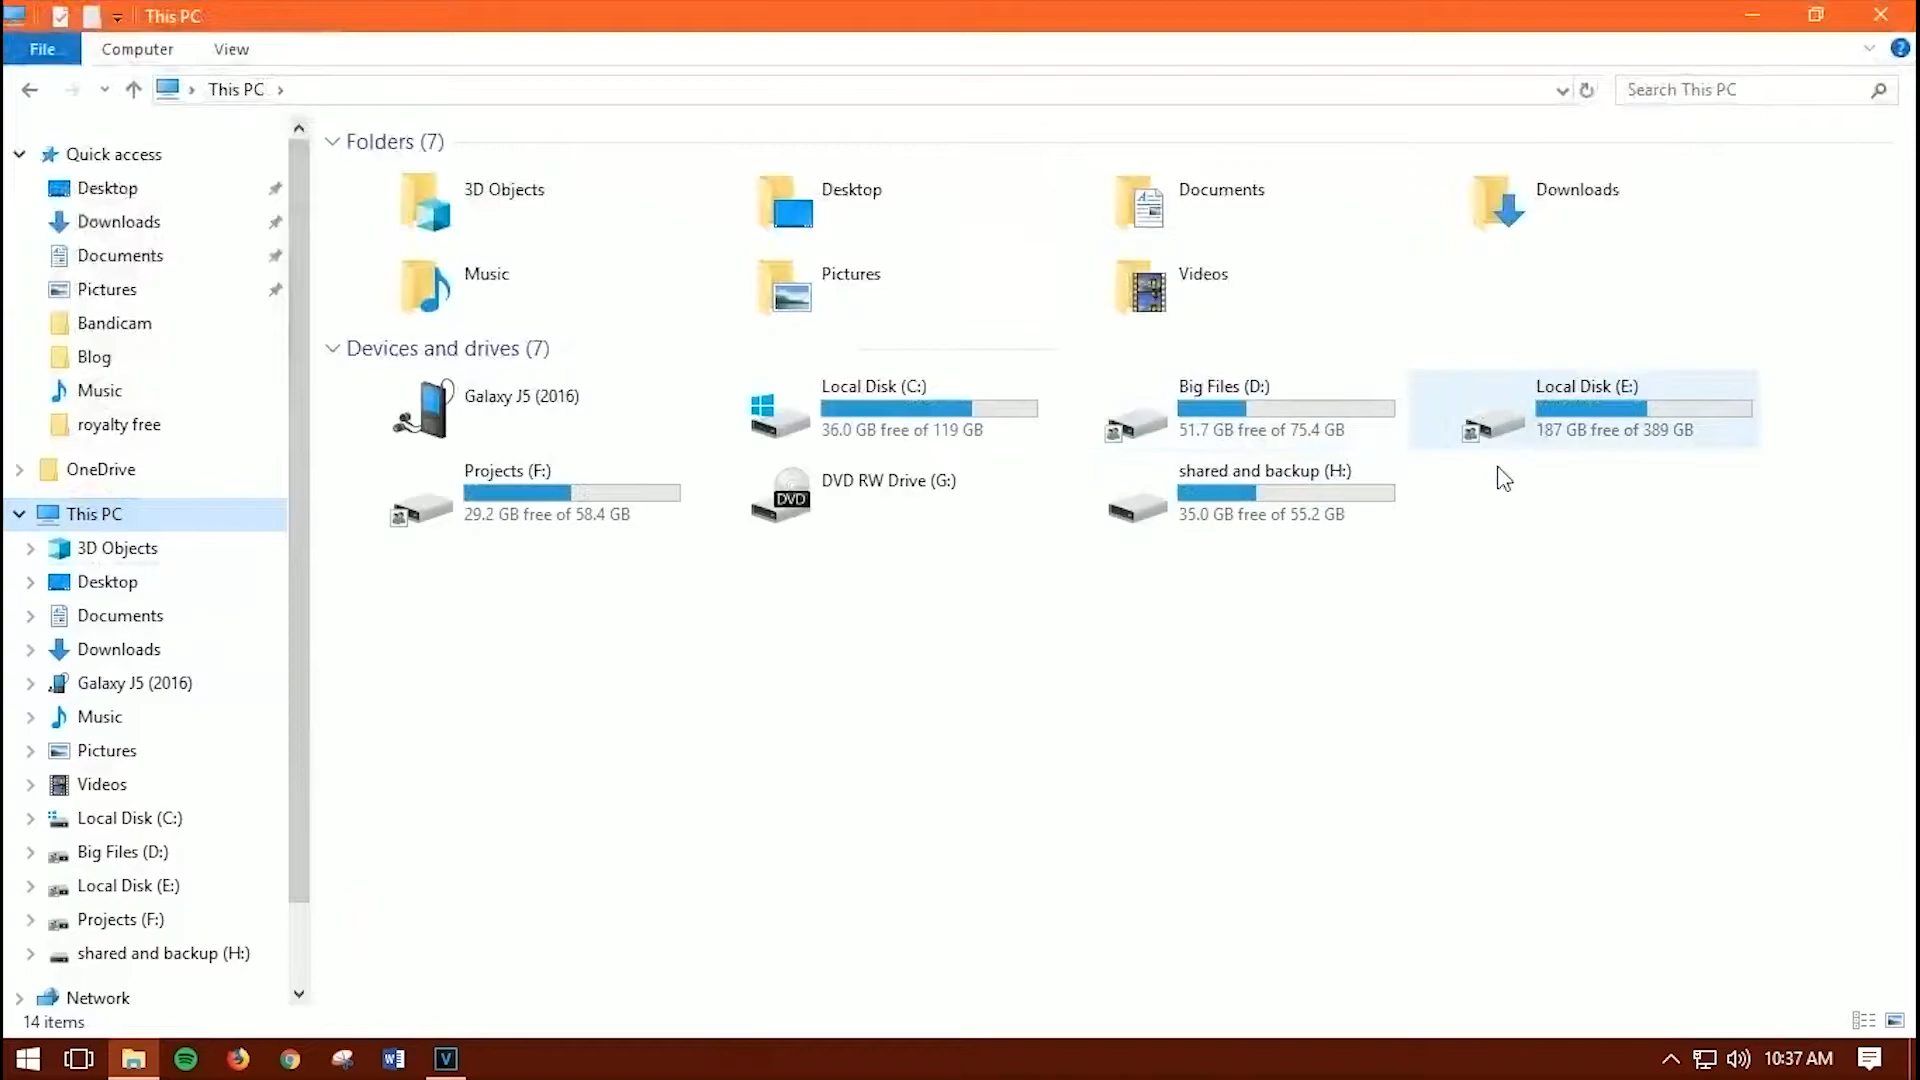 This PC
File
Computer
View
This PC
Search This PC
Quick access
Desktop
Downloads
Documents
Pictures
Bandicam
Blog
Music
royalty free
OneDrive
This PC
3D Objects
Desktop
Documents
Downloads
Galaxy J5 (2016)
Music
Pictures
Videos
Local Disk (C:)
Big Files (D:)
Local Disk (E:)
Projects (F:)
shared and backup (H:)
Network
14 items
Folders (7)
3D Objects
Desktop
Documents
Downloads
Music
Pictures
Videos
Devices and drives (7)
Galaxy J5 (2016)
Local Disk (C:)
36.0 GB free of 119 GB
Big Files (D:)
51.7 GB free of 75.4 GB
Local Disk (E:)
187 GB free of 389 GB
Projects (F:)
29.2 GB free of 58.4 GB
DVD
DVD RW Drive (G:)
shared and backup (H:)
35.0 GB free of 55.2 GB
10:37 AM